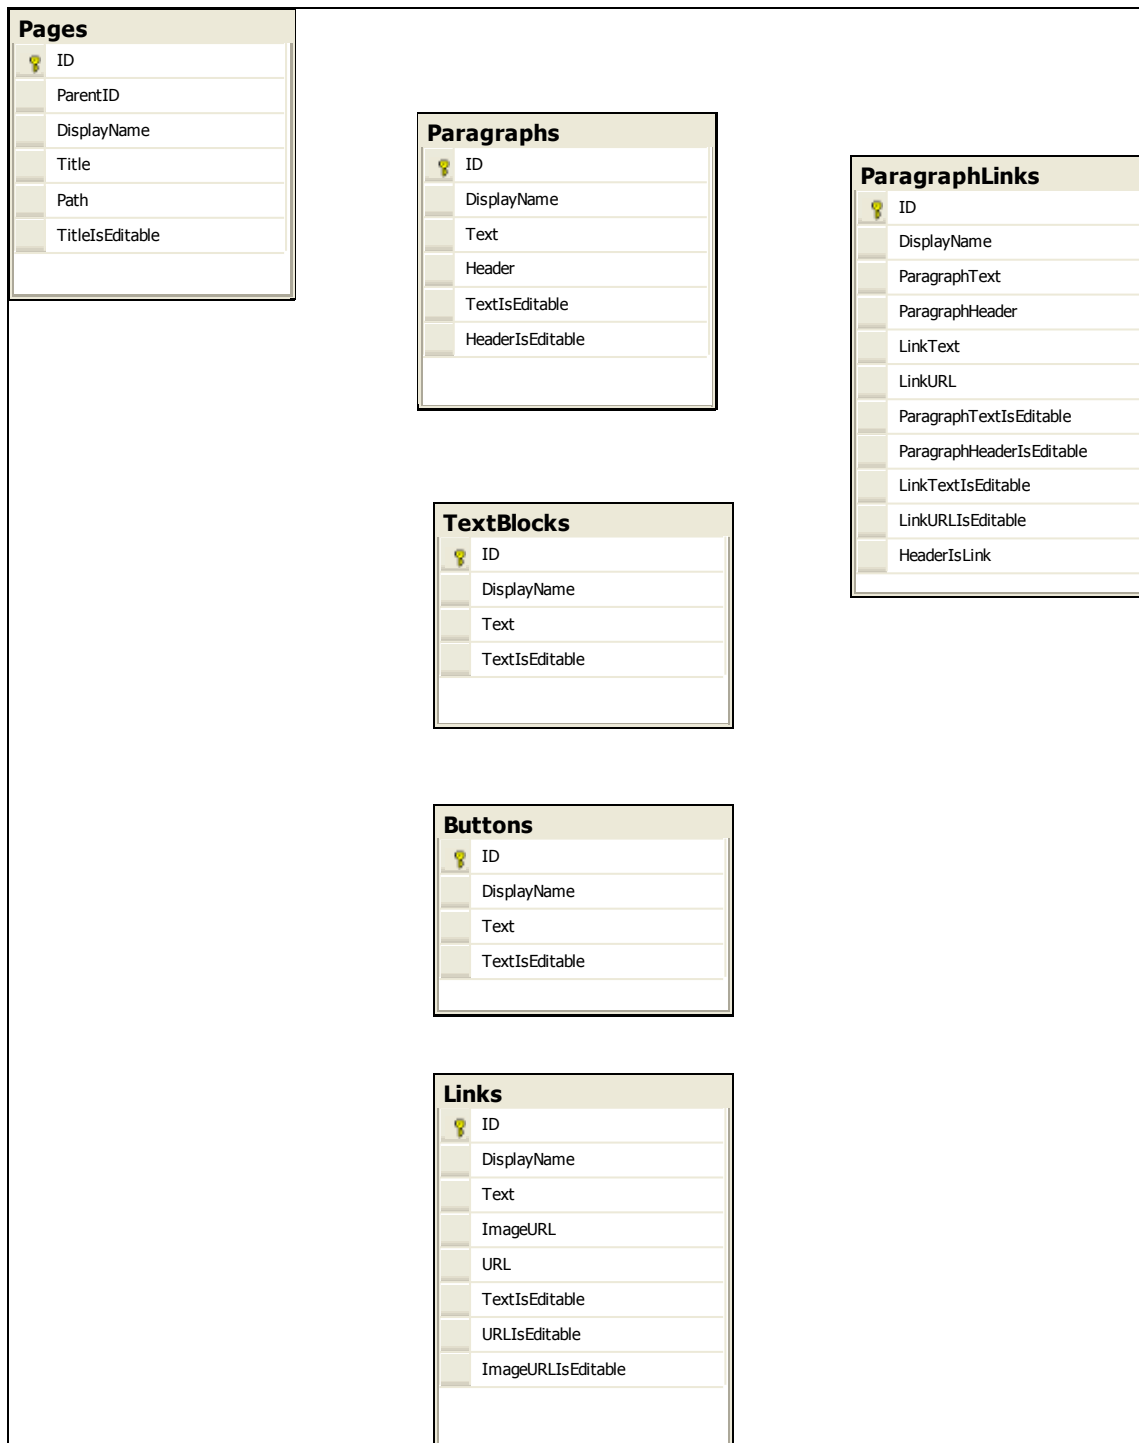 Pages
ID
ParentID
DisplayName
Title
Path
TitleIsEditable
Paragraphs
ID
DisplayName
Text
Header
TextIsEditable
HeaderIsEditable
ParagraphLinks
ID
DisplayName
ParagraphText
ParagraphHeader
LinkText
LinkURL
ParagraphTextIsEditable
ParagraphHeaderIsEditable
LinkTextIsEditable
LinkURLIsEditable
HeaderIsLink
TextBlocks
ID
DisplayName
Text
TextIsEditable
Buttons
ID
DisplayName
Text
TextIsEditable
Links
ID
DisplayName
Text
ImageURL
URL
TextIsEditable
URLIsEditable
ImageURLIsEditable